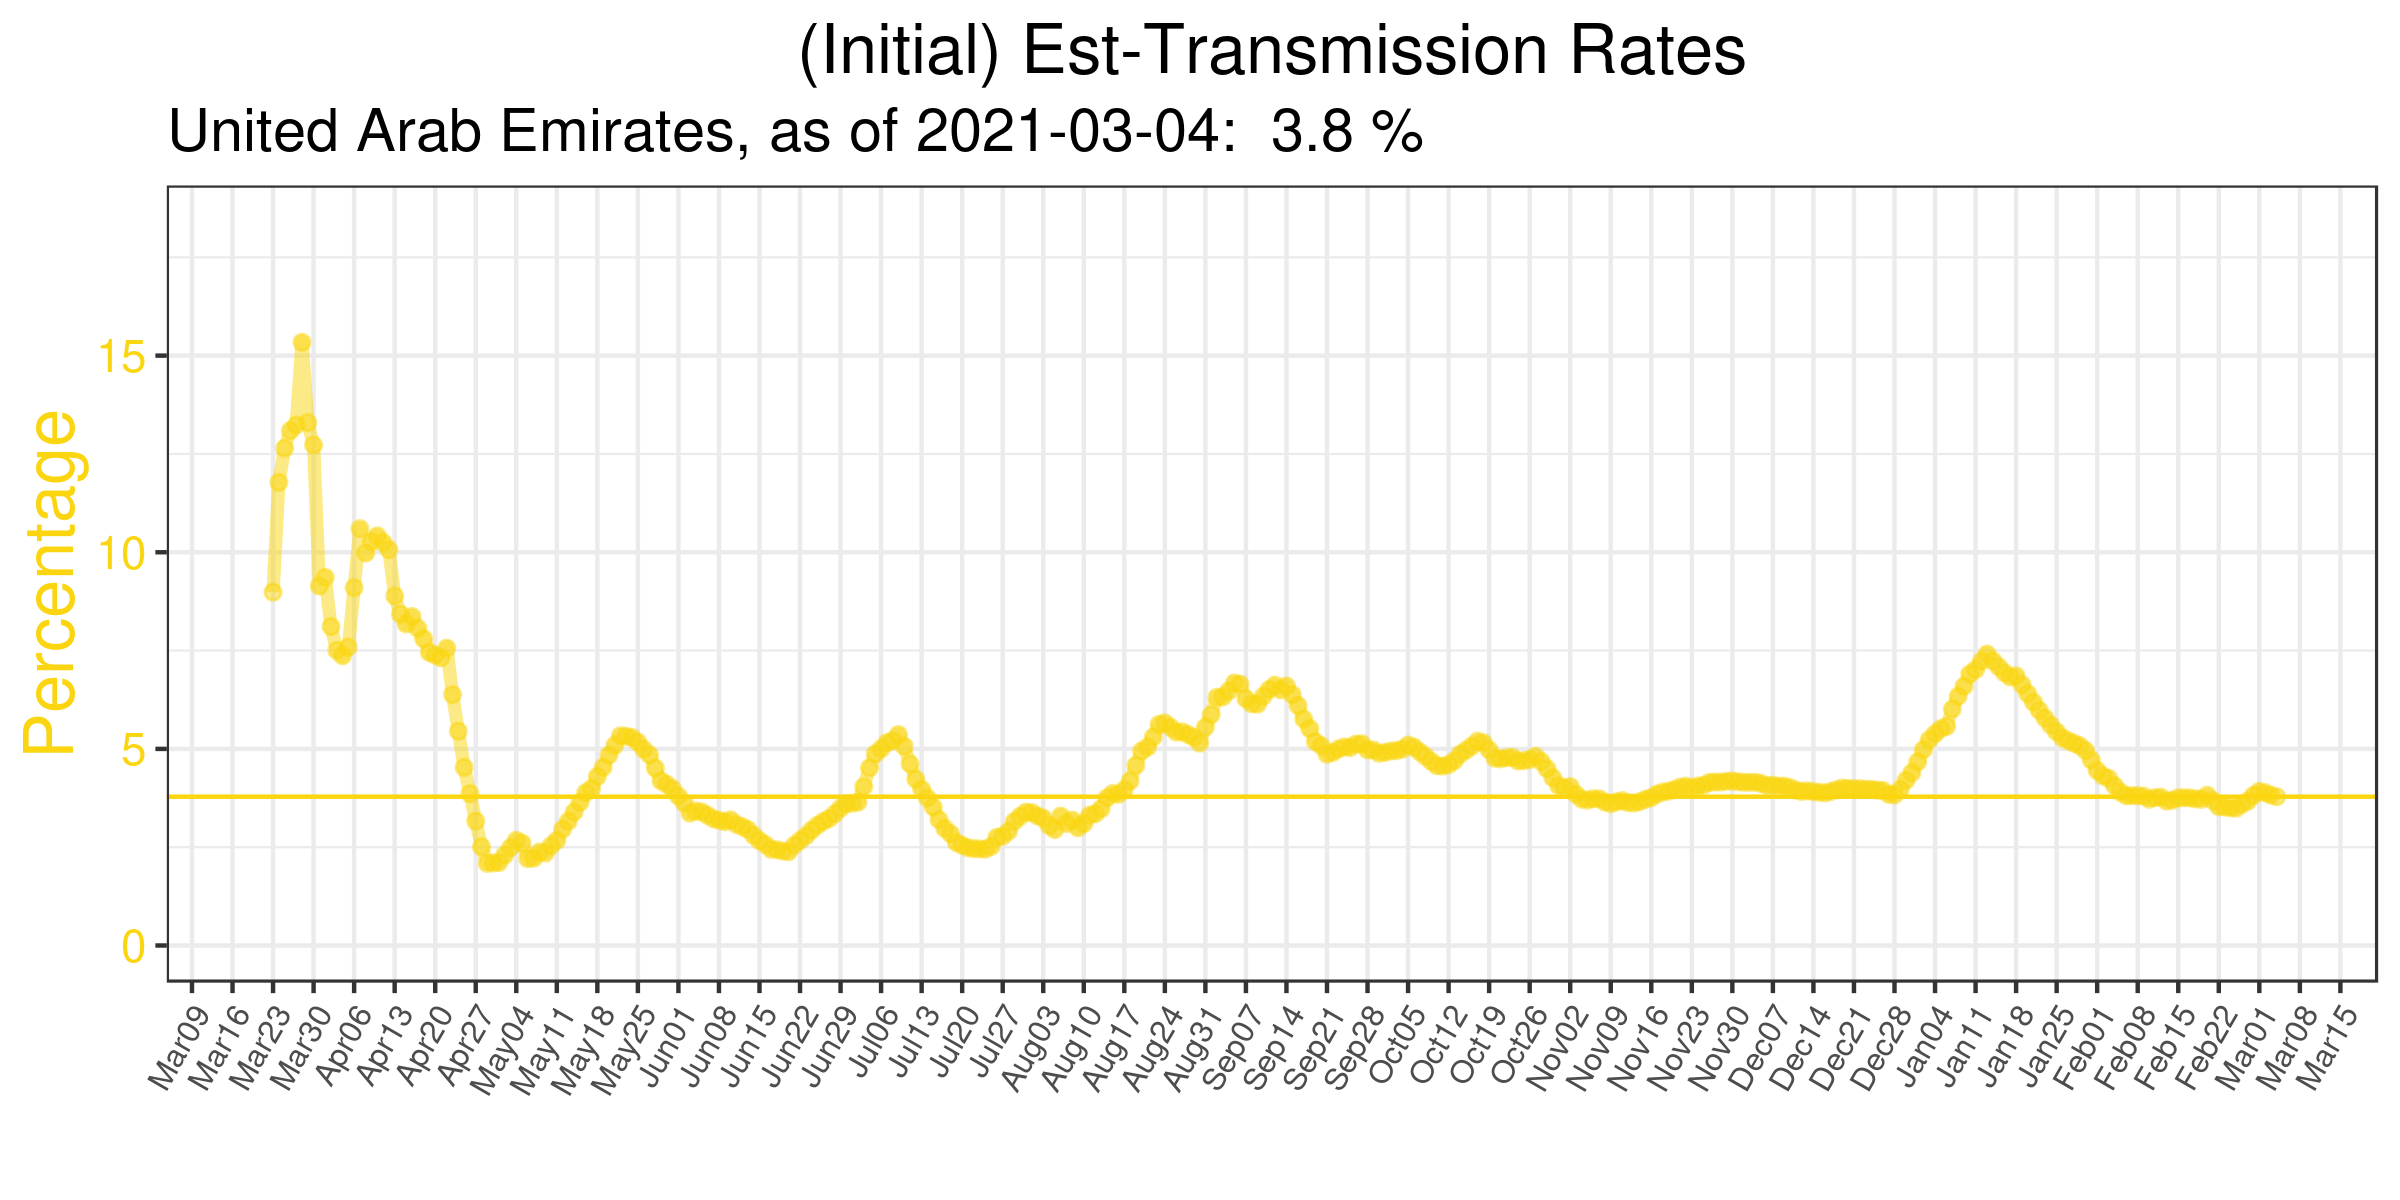 (Initial) Est-Transmission Rates
United Arab Emirates, as of 2021-03-04:  3.8 %
Percentage
15
10
5
0
Mar09 Mar16 Mar23 Mar30 Apr06 Apr13 Apr20 Apr27 May04 May11 May18 May25 Jun01 Jun08 Jun15 Jun22 Jun29 Jul06 Jul13 Jul20 Jul27 Aug03 Aug10 Aug17 Aug24 Aug31 Sep07 Sep14 Sep21 Sep28 Oct05 Oct12 Oct19 Oct26 Nov02 Nov09 Nov16 Nov23 Nov30 Dec07 Dec14 Dec21 Dec28 Jan04 Jan11 Jan18 Jan25 Feb01 Feb08 Feb15 Feb22 Mar01 Mar08 Mar15